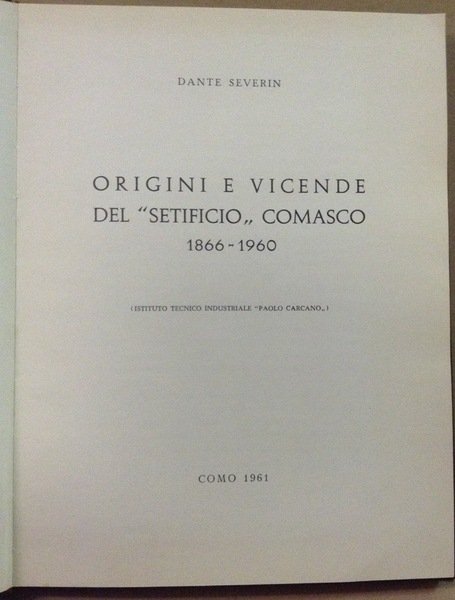 DANTE SEVERIN
ORIGINI E VICENDE
DEL “SETIFICIO„ COMASCO
1866 - 1960
(ISTITUTO TECNICO INDUSTRIALE “PAOLO CARCANO„)
COMO 1961